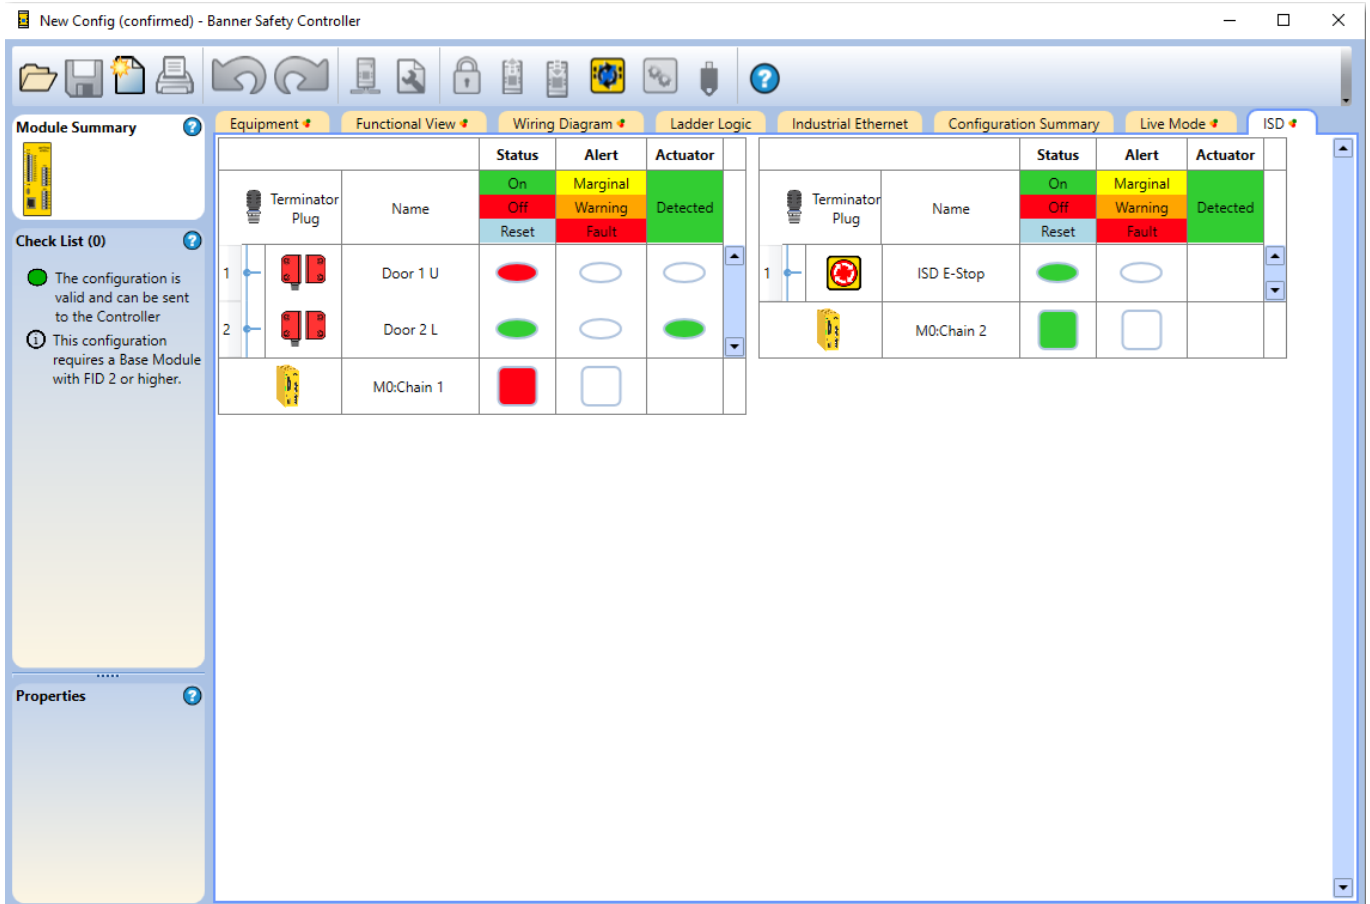 New Config (confirmed) - Banner Safety Controller
Module Summary
Equipment
Functional View
Wiring Diagram
Ladder Logic
Industrial Ethernet
Configuration Summary
Live Mode
ISD
Check List (0)
The configuration is
valid and can be sent
to the Controller
This configuration
requires a Base Module
with FID 2 or higher.
Properties
Status Alert Actuator
Terminator
Plug
Name
On Marginal
Off Warning Detected
Reset Fault
1 Door 1 U
2 Door 2 L
M0:Chain 1
Status Alert Actuator
Terminator
Plug
Name
On Marginal
Off Warning Detected
Reset Fault
1 ISD E-Stop
M0:Chain 2